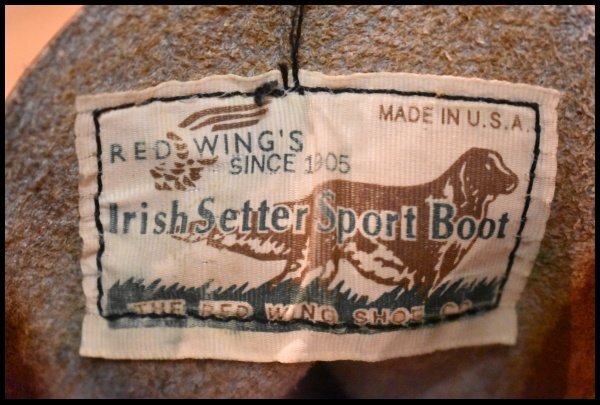 MADE IN U.S.A.
RED WING'S
SINCE 1905
Irish Setter Sport Boot
THE RED WING SHOE CO.